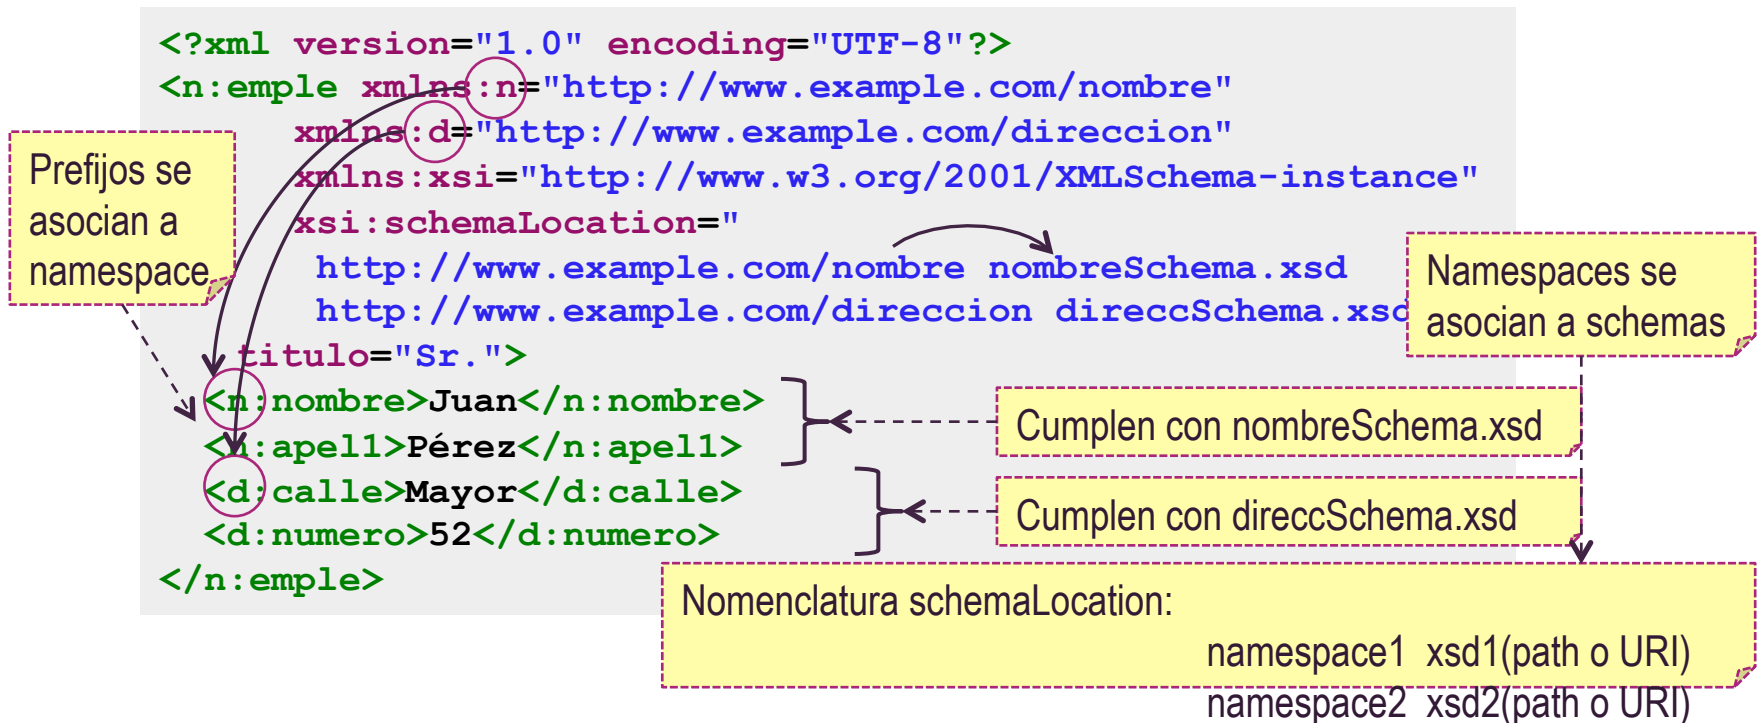 <?xml version="1.0" encoding="UTF-8"?>
<n:emple xmlns:n="http://www.example.com/nombre"
xmlns:d="http://www.example.com/direccion"
xmlns:xsi="http://www.w3.org/2001/XMLSchema-instance"
xsi:schemaLocation="
http://www.example.com/nombre nombreSchema.xsd
http://www.example.com/direccion direccSchema.xsd
titulo="Sr.">
<n:nombre>Juan</n:nombre>
<n:apel1>Pérez</n:apel1>
<d:calle>Mayor</d:calle>
<d:numero>52</d:numero>
</n:emple>
Prefijos se
asocian a
namespace
Namespaces se
asocian a schemas
Cumplen con nombreSchema.xsd
Cumplen con direccSchema.xsd
Nomenclatura schemaLocation:
namespace1 xsd1(path o URI)
namespace2 xsd2(path o URI)